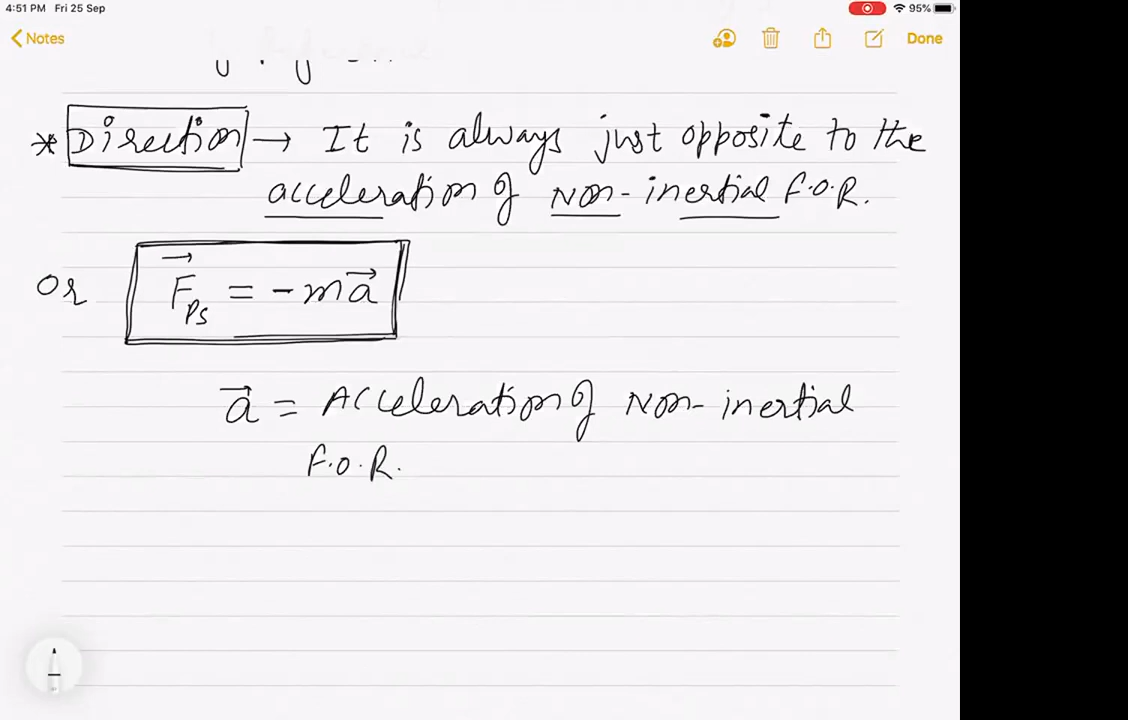 4:51 PM Fri 25 Sep
95%
Notes
Done
* Direction → It is always just opposite to the
acceleration of Non-inertial F.O.R.
Or F⃗ps = -ma⃗
a⃗ = Acceleration of Non-inertial
F.O.R.